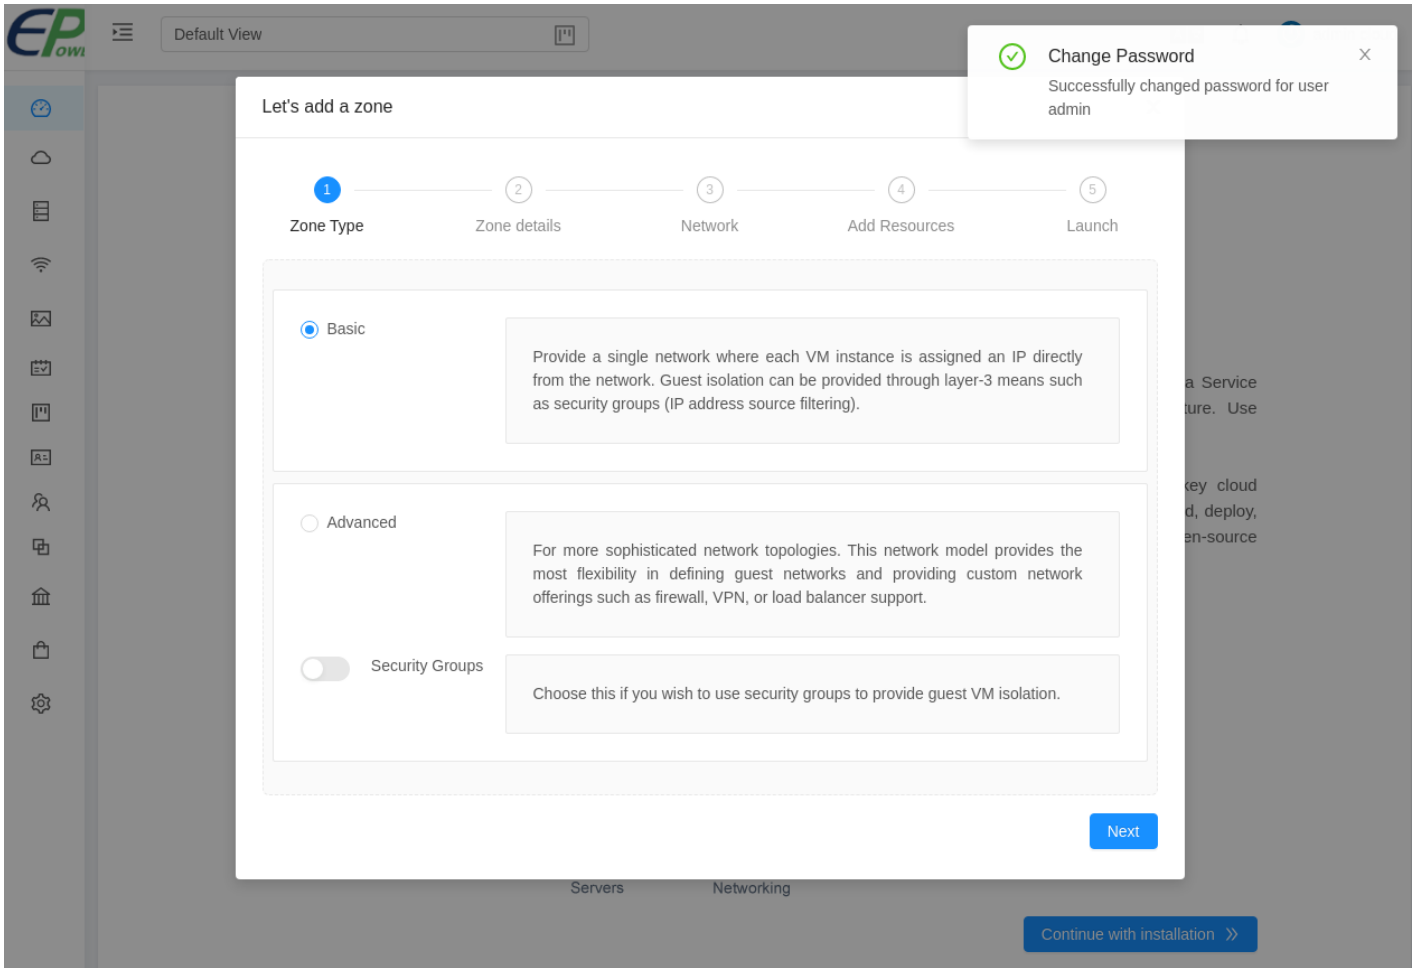 EPowe
Default View
Change Password
Successfully changed password for user
admin
Let's add a zone
1
2
3
4
5
Zone Type
Zone details
Network
Add Resources
Launch
Basic
Provide a single network where each VM instance is assigned an IP directly
from the network. Guest isolation can be provided through layer-3 means such
as security groups (IP address source filtering).
a Service
ture. Use
key cloud
d, deploy,
en-source
Advanced
For more sophisticated network topologies. This network model provides the
most flexibility in defining guest networks and providing custom network
offerings such as firewall, VPN, or load balancer support.
Security Groups
Choose this if you wish to use security groups to provide guest VM isolation.
Next
Servers
Networking
Continue with installation